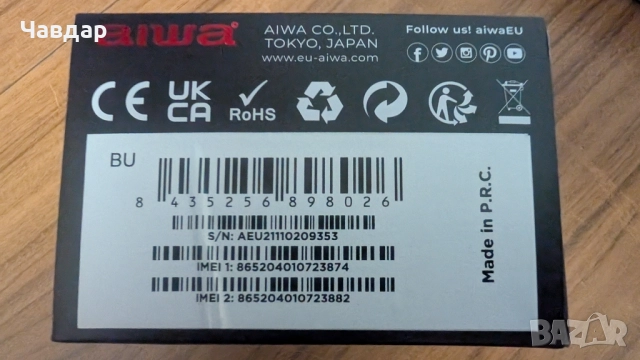 Чавдар
aiwa
AIWA CO.,LTD.
TOKYO, JAPAN
www.eu-aiwa.com
Follow us! aiwaEU
CE
UK
CA
RoHS
BU
8 435256 898026
S/N: AEU21110209353
IMEI 1: 865204010723874
IMEI 2: 865204010723882
Made in P.R.C.
BAZAR